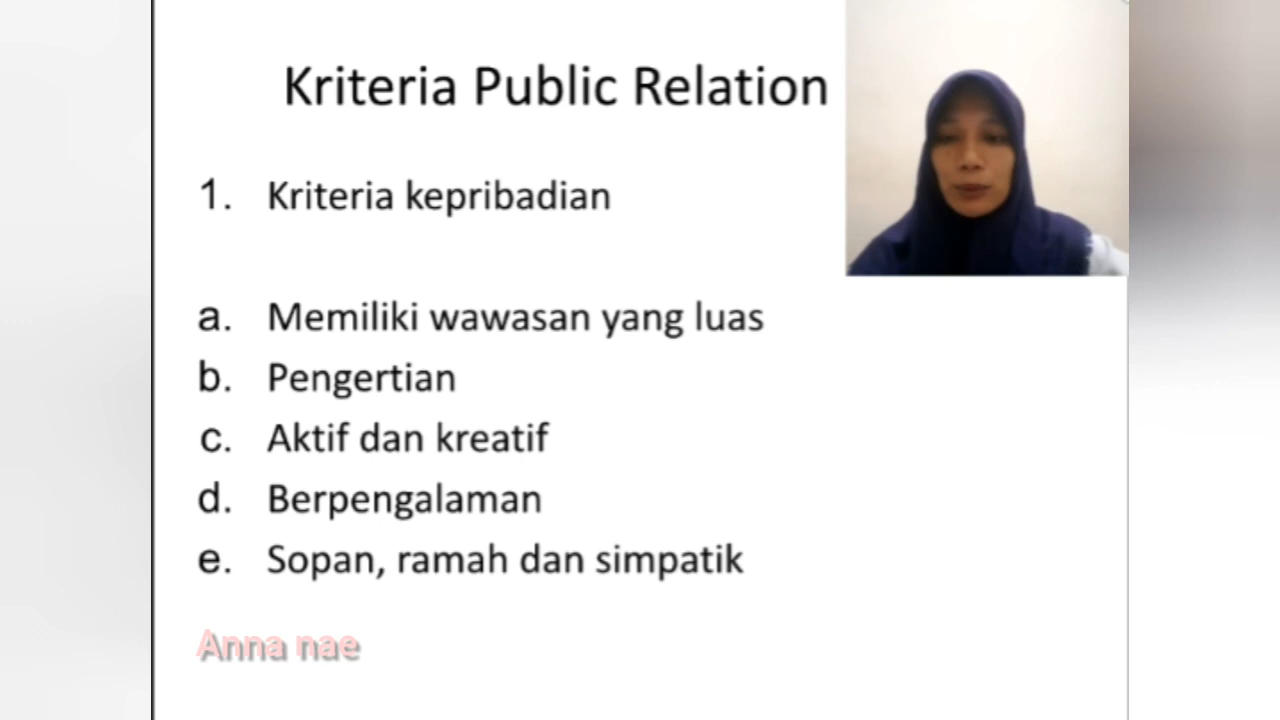 Kriteria Public Relation
1. Kriteria kepribadian
a. Memiliki wawasan yang luas
b. Pengertian
c. Aktif dan kreatif
d. Berpengalaman
e. Sopan, ramah dan simpatik
Anna nae